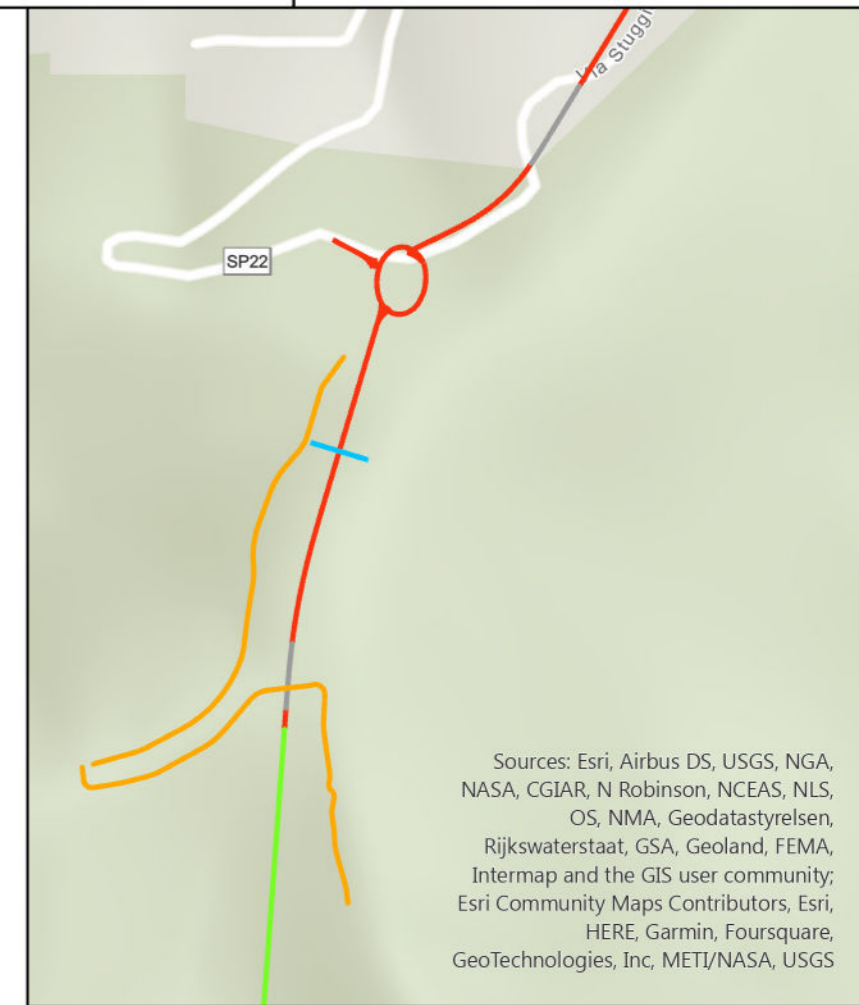 Via Stuggi
SP22
Sources: Esri, Airbus DS, USGS, NGA,
NASA, CGIAR, N Robinson, NCEAS, NLS,
OS, NMA, Geodatastyrelsen,
Rijkswaterstaat, GSA, Geoland, FEMA,
Intermap and the GIS user community;
Esri Community Maps Contributors, Esri,
HERE, Garmin, Foursquare,
GeoTechnologies, Inc, METI/NASA, USGS